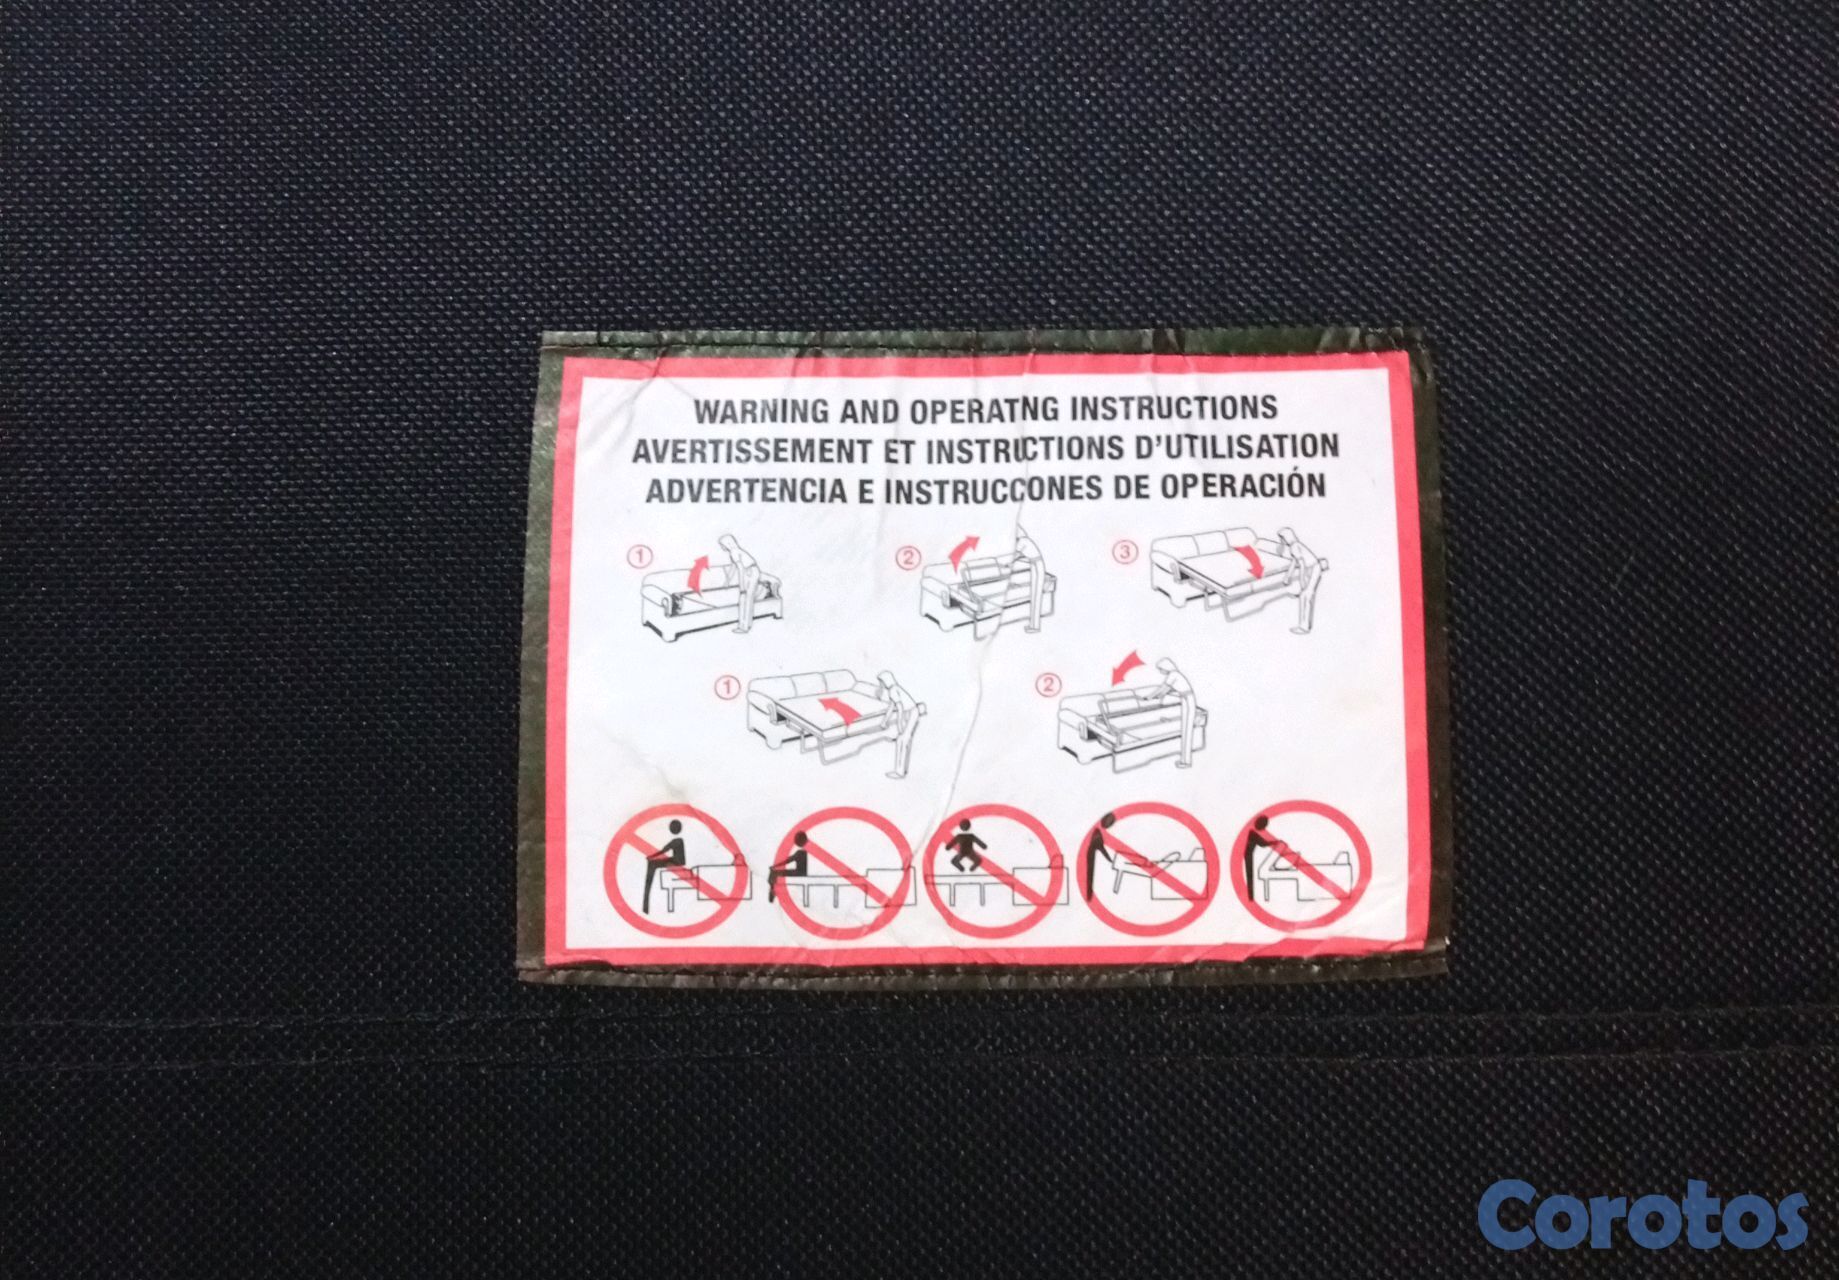 WARNING AND OPERATNG INSTRUCTIONS
AVERTISSEMENT ET INSTRUCTIONS D'UTILISATION
ADVERTENCIA E INSTRUCCONES DE OPERACIÓN
1 2 3
1 2
Corotos